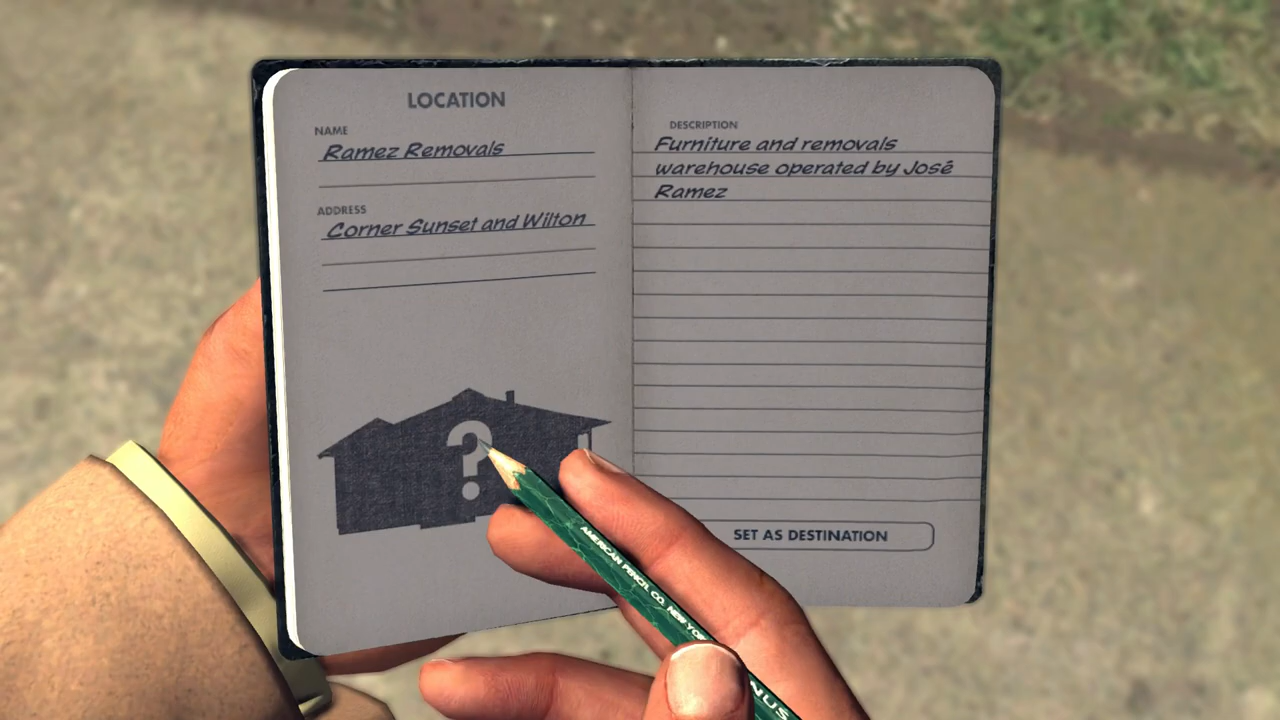 LOCATION
NAME
Ramez Removals
ADDRESS
Corner Sunset and Wilton
DESCRIPTION
Furniture and removals
warehouse operated by José
Ramez
SET AS DESTINATION
AMERICAN PENCIL CO. NEW YORK